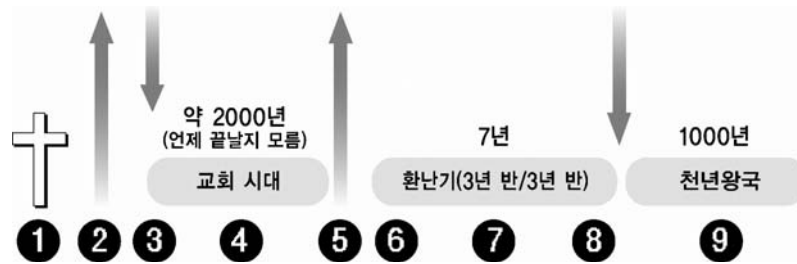 약 2000년
(언제 끝날지 모름)
7년
1000년
교회 시대
환난기(3년 반/3년 반)
천년왕국
1 2 3 4 5 6 7 8 9